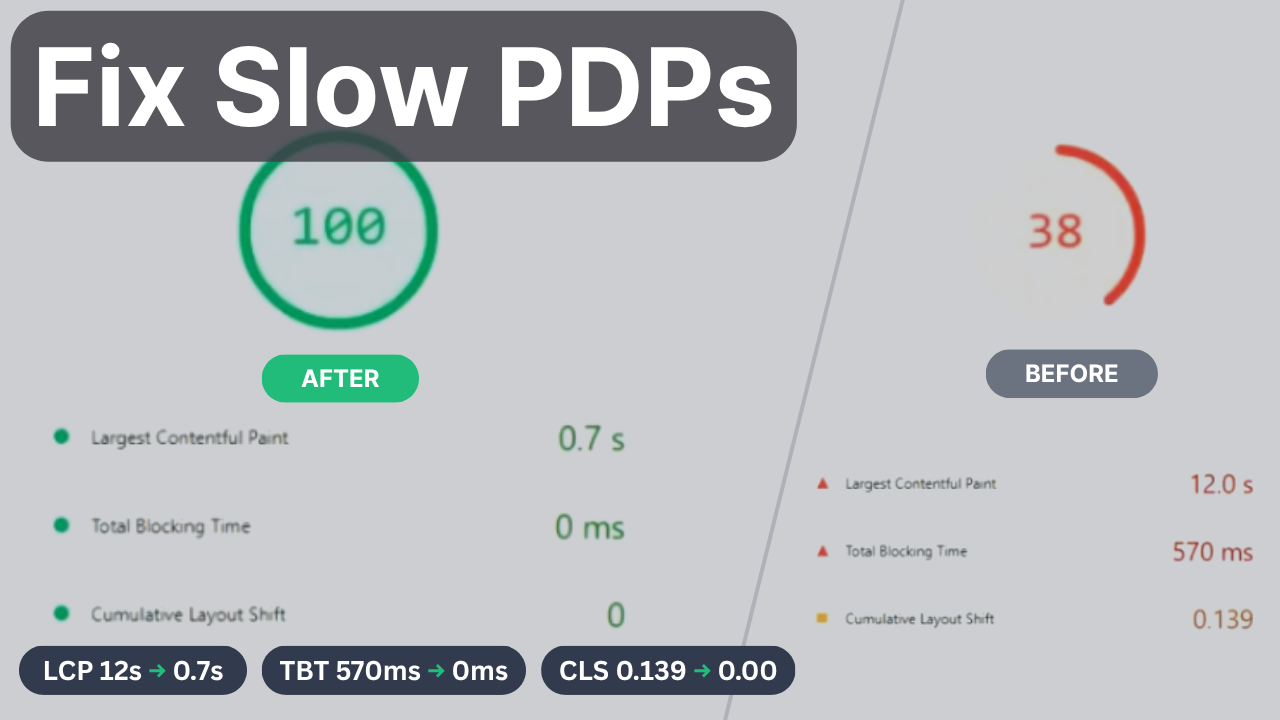 Fix Slow PDPs
100
AFTER
Largest Contentful Paint 0.7 s
Total Blocking Time 0 ms
Cumulative Layout Shift 0
38
BEFORE
Largest Contentful Paint 12.0 s
Total Blocking Time 570 ms
Cumulative Layout Shift 0.139
LCP 12s → 0.7s
TBT 570ms → 0ms
CLS 0.139 → 0.00